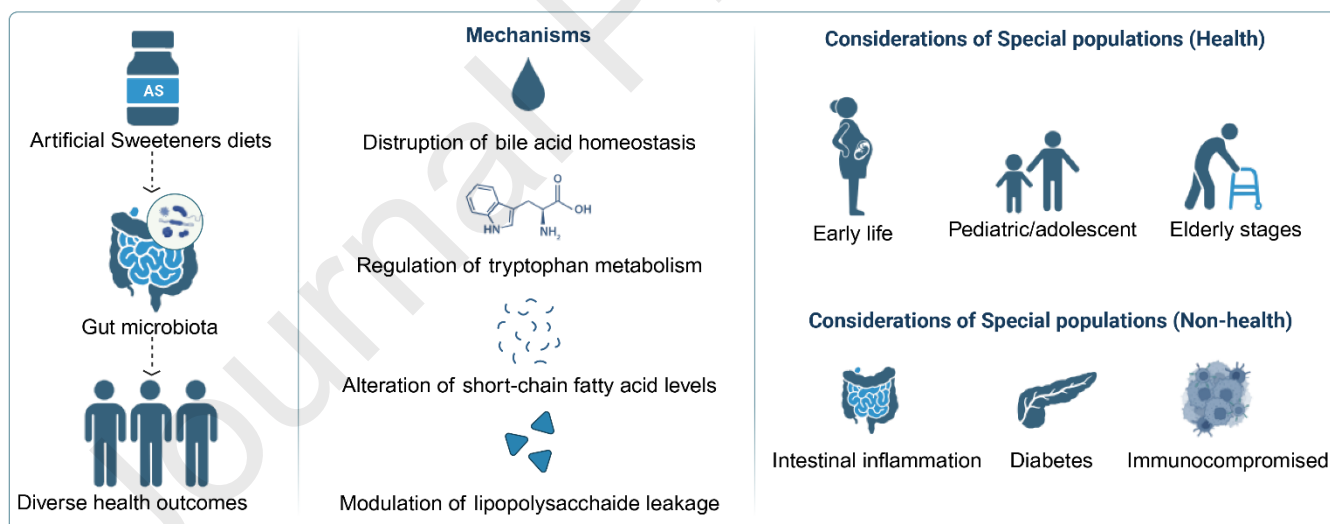 AS
Artificial Sweeteners diets
Gut microbiota
Diverse health outcomes
Mechanisms
Distruption of bile acid homeostasis
O
OH
NH₂
HN
Regulation of tryptophan metabolism
Alteration of short-chain fatty acid levels
Modulation of lipopolysacchaide leakage
Considerations of Special populations (Health)
Early life
Pediatric/adolescent
Elderly stages
Considerations of Special populations (Non-health)
Intestinal inflammation
Diabetes
Immunocompromised
Journal P